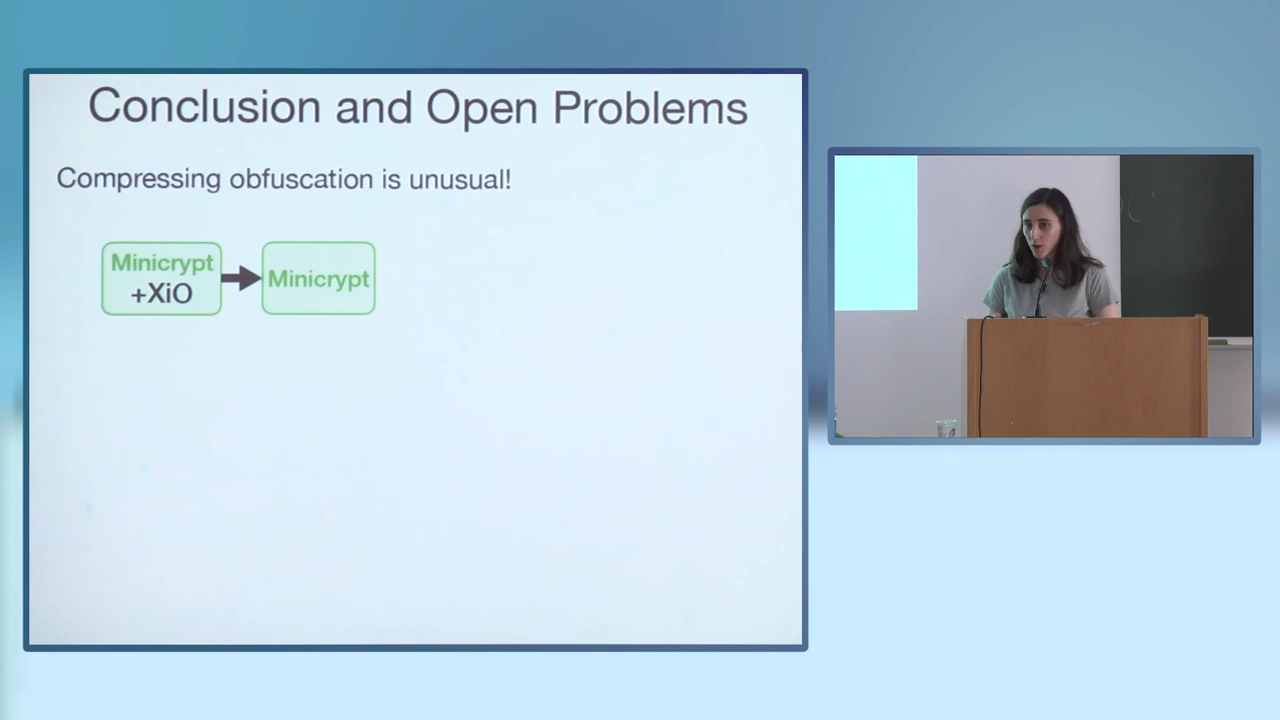 Conclusion and Open Problems
Compressing obfuscation is unusual!
Minicrypt
+XiO
Minicrypt